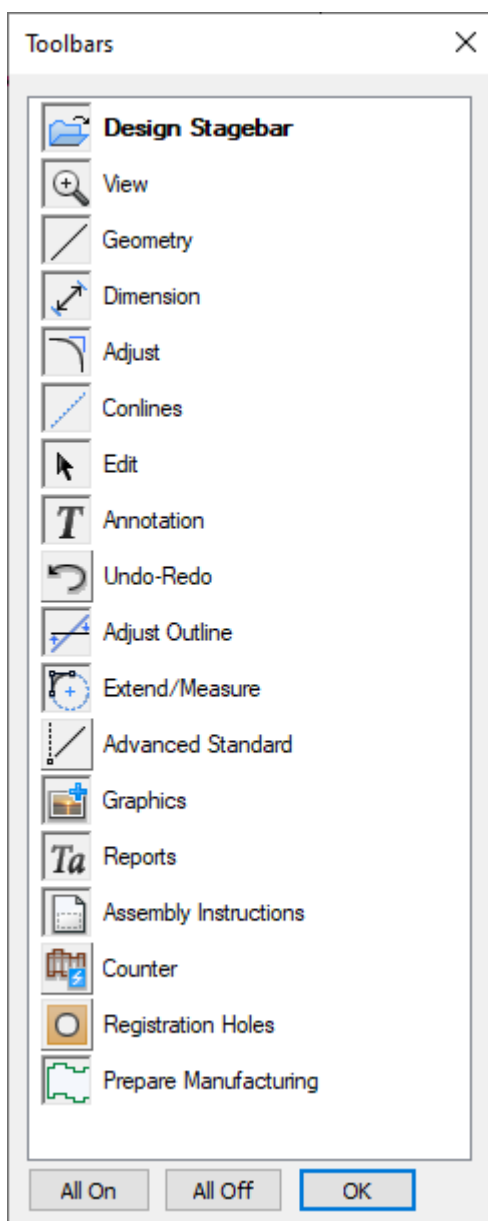 Toolbars
Design Stagebar
View
Geometry
Dimension
Adjust
Conlines
Edit
T Annotation
Undo-Redo
Adjust Outline
Extend/Measure
Advanced Standard
Graphics
Ta Reports
Assembly Instructions
Counter
Registration Holes
Prepare Manufacturing
All On All Off OK